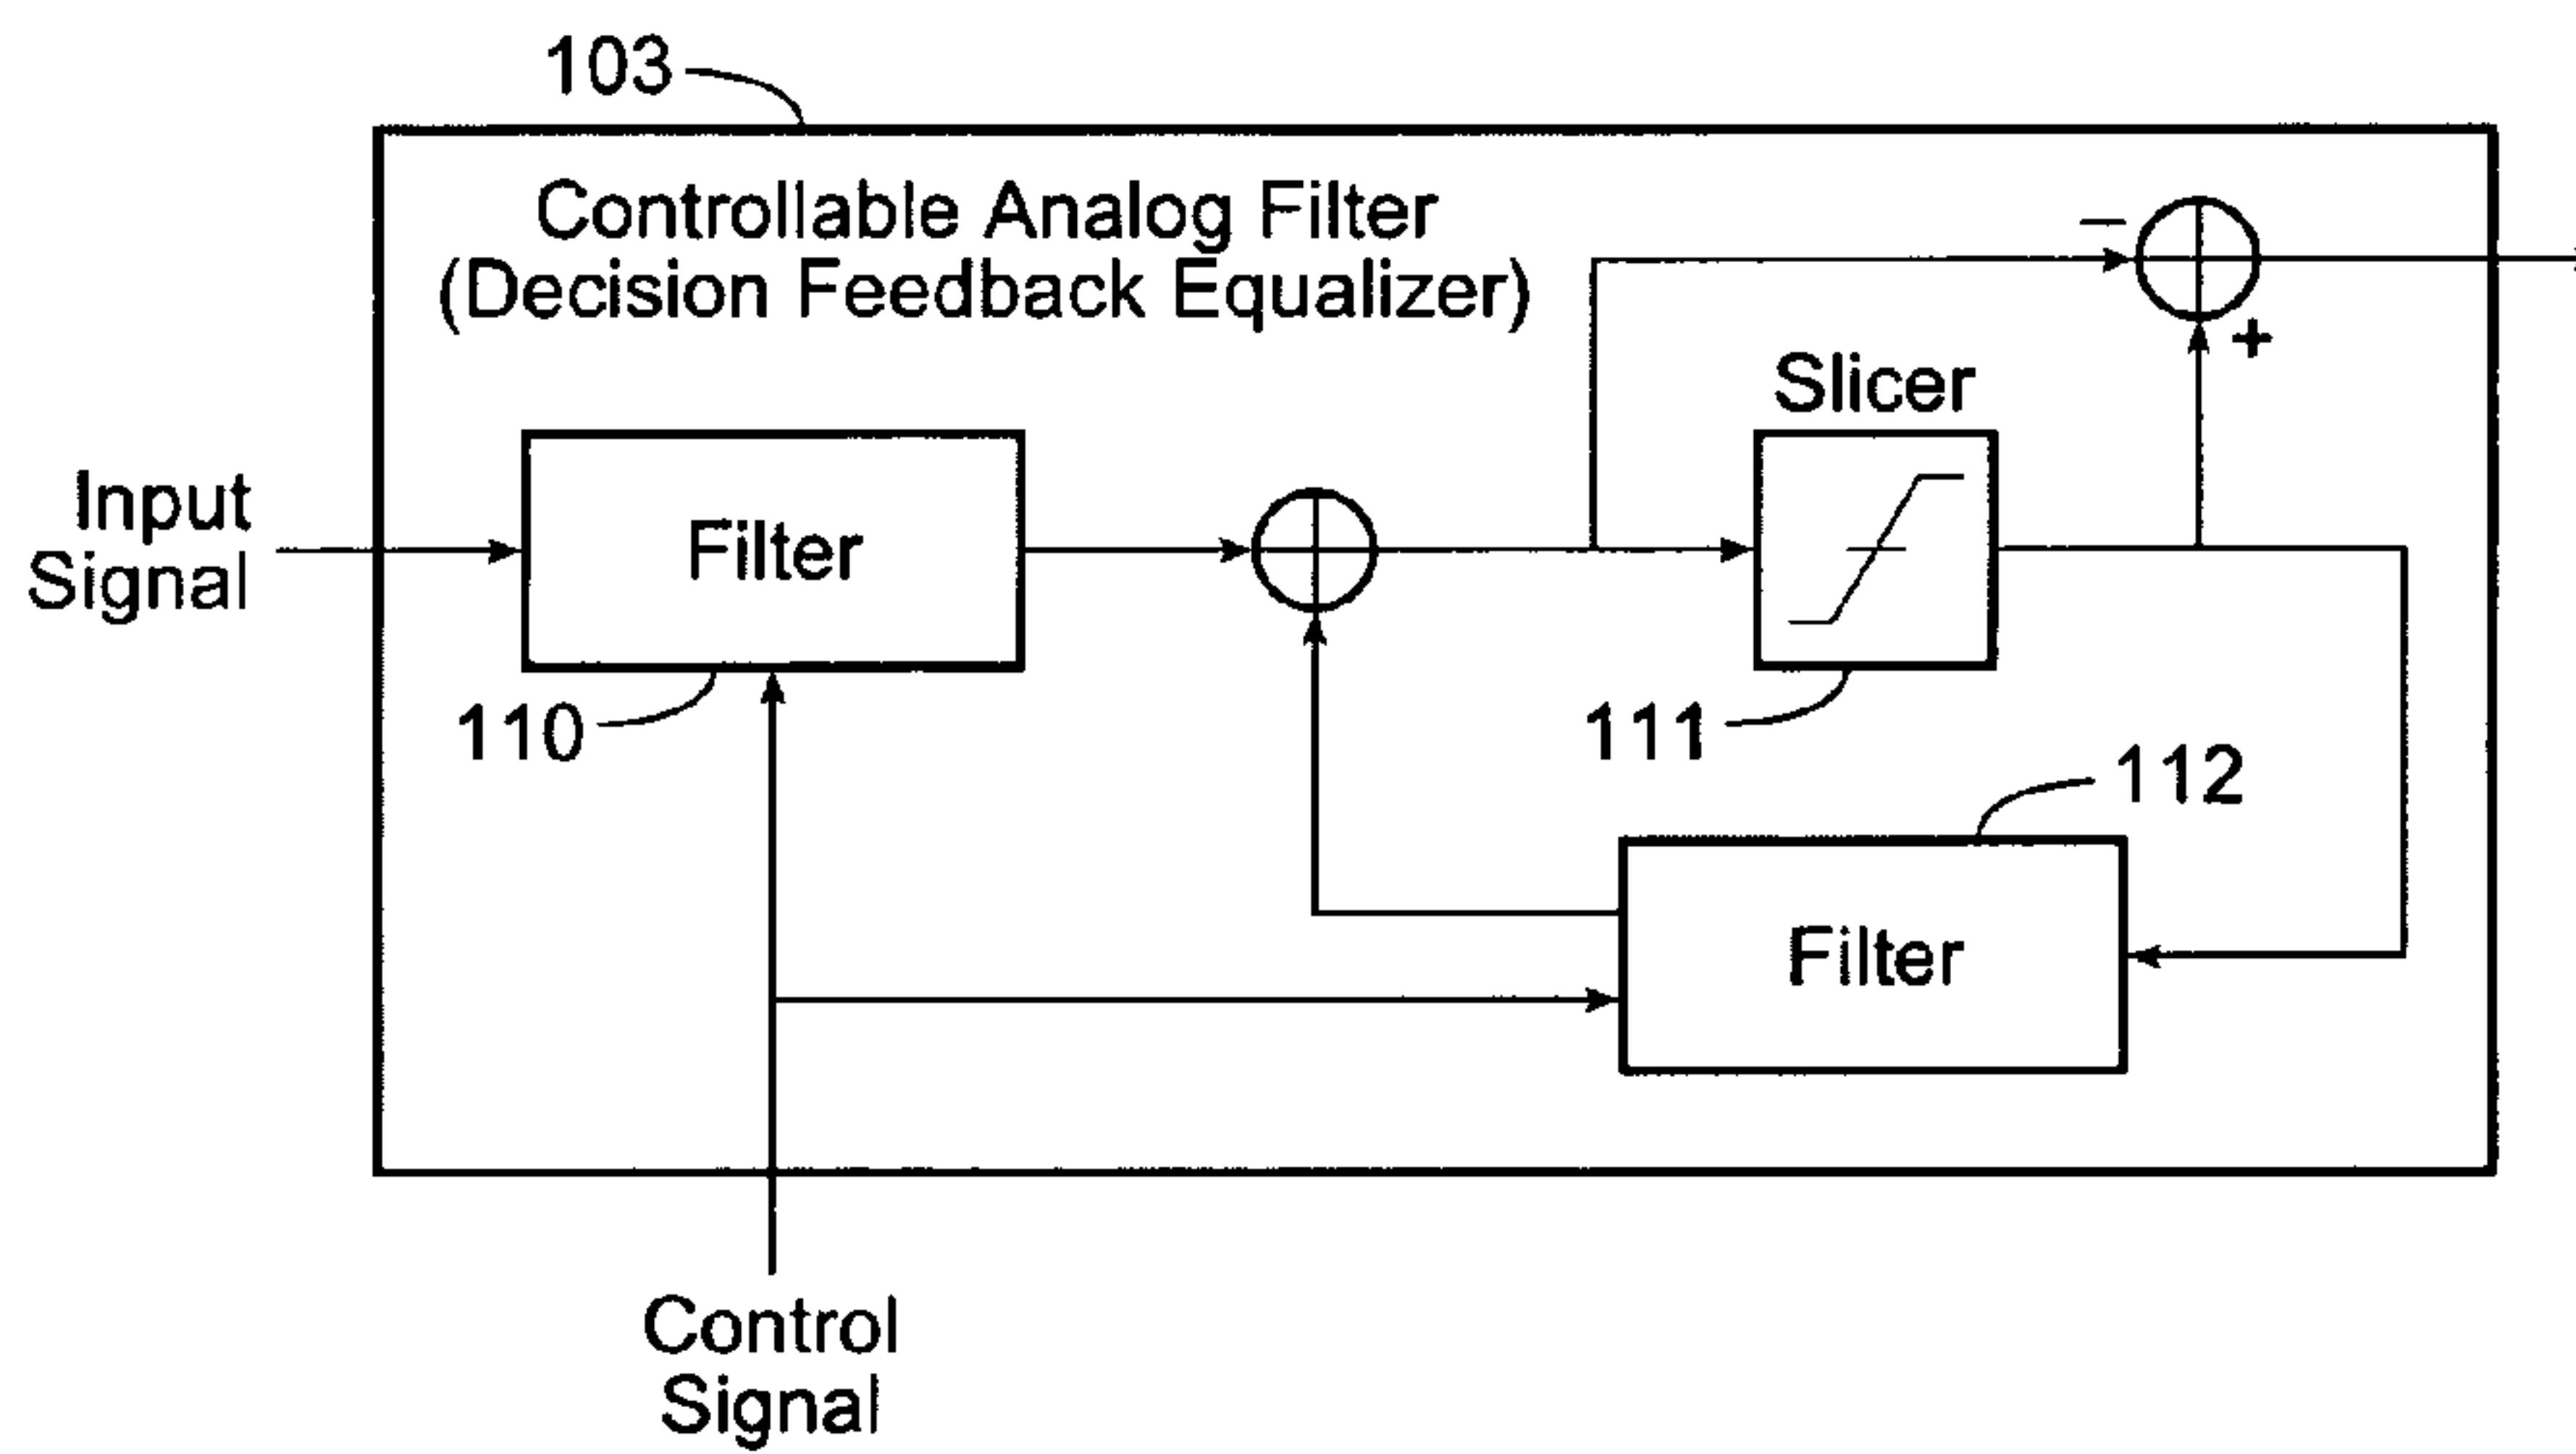 103
Controllable Analog Filter
(Decision Feedback Equalizer)
−
+
Slicer
Input
Signal
Filter
110
111
112
Filter
Control
Signal